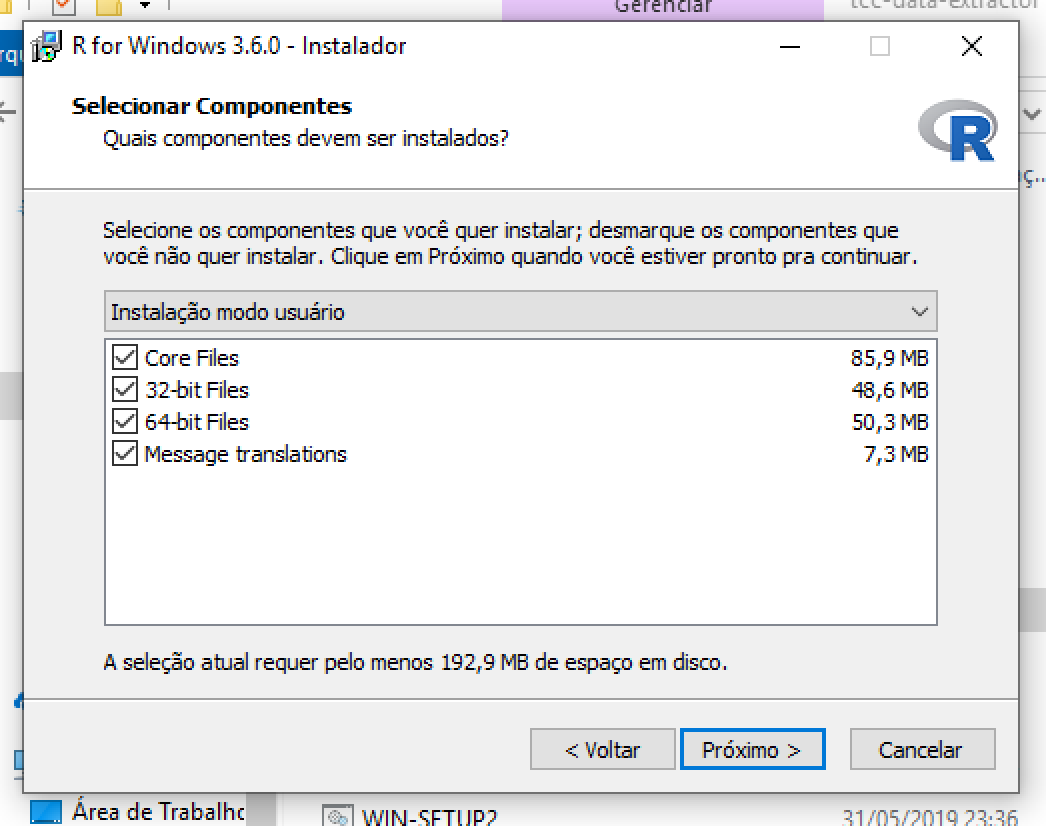 Gerenciar
tcc-data-extractor
R for Windows 3.6.0 - Instalador
Selecionar Componentes
Quais componentes devem ser instalados?
R
Selecione os componentes que você quer instalar; desmarque os componentes que
você não quer instalar. Clique em Próximo quando você estiver pronto pra continuar.
Instalação modo usuário
Core Files 85,9 MB
32-bit Files 48,6 MB
64-bit Files 50,3 MB
Message translations 7,3 MB
A seleção atual requer pelo menos 192,9 MB de espaço em disco.
< Voltar Próximo > Cancelar
Área de Trabalho
WIN-SETUP2 31/05/2019 23:36